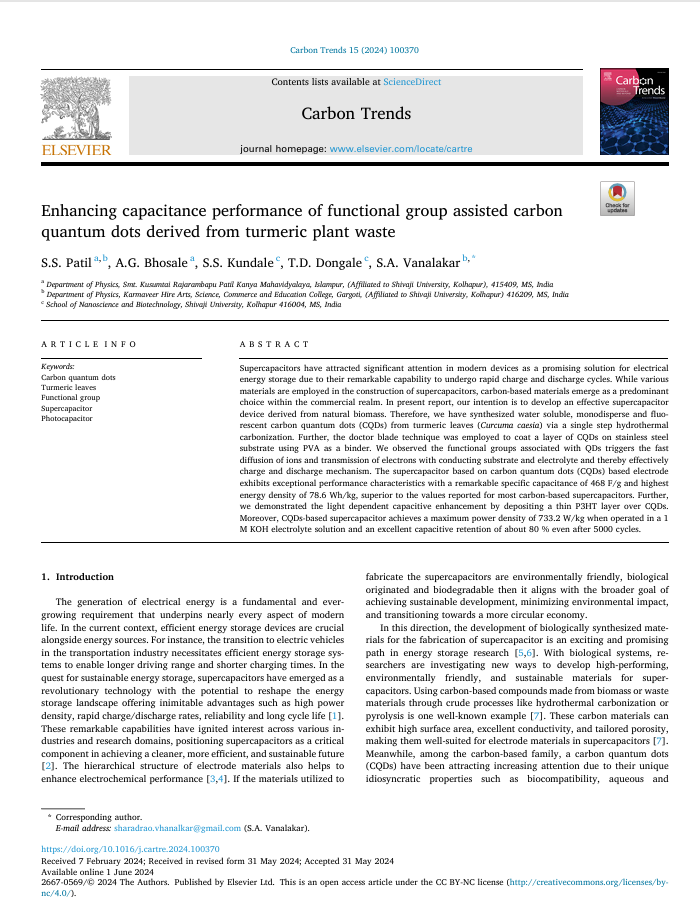 Carbon Trends 15 (2024) 100370
Contents lists available at ScienceDirect
Carbon Trends
journal homepage: www.elsevier.com/locate/cartre
ELSEVIER
Carbon
Trends
Check for
updates
Enhancing capacitance performance of functional group assisted carbon
quantum dots derived from turmeric plant waste
S.S. Patil a,b, A.G. Bhosale a, S.S. Kundale c, T.D. Dongale c, S.A. Vanalakar b,*
a Department of Physics, Smt. Kusumtai Rajarambapu Patil Kanya Mahavidyalaya, Islampur, (Affiliated to Shivaji University, Kolhapur), 415409, MS, India
b Department of Physics, Karmaveer Hire Arts, Science, Commerce and Education College, Gargoti, (Affiliated to Shivaji University, Kolhapur) 416209, MS, India
c School of Nanoscience and Biotechnology, Shivaji University, Kolhapur 416004, MS, India
ARTICLE INFO
Keywords:
Carbon quantum dots
Turmeric leaves
Functional group
Supercapacitor
Photocapacitor
ABSTRACT
Supercapacitors have attracted significant attention in modern devices as a promising solution for electrical
energy storage due to their remarkable capability to undergo rapid charge and discharge cycles. While various
materials are employed in the construction of supercapacitors, carbon-based materials emerge as a predominant
choice within the commercial realm. In present report, our intention is to develop an effective supercapacitor
device derived from natural biomass. Therefore, we have synthesized water soluble, monodisperse and fluo-
rescent carbon quantum dots (CQDs) from turmeric leaves (Curcuma caesia) via a single step hydrothermal
carbonization. Further, the doctor blade technique was employed to coat a layer of CQDs on stainless steel
substrate using PVA as a binder. We observed the functional groups associated with QDs triggers the fast
diffusion of ions and transmission of electrons with conducting substrate and electrolyte and thereby effectively
charge and discharge mechanism. The supercapacitor based on carbon quantum dots (CQDs) based electrode
exhibits exceptional performance characteristics with a remarkable specific capacitance of 468 F/g and highest
energy density of 78.6 Wh/kg, superior to the values reported for most carbon-based supercapacitors. Further,
we demonstrated the light dependent capacitive enhancement by depositing a thin P3HT layer over CQDs.
Moreover, CQDs-based supercapacitor achieves a maximum power density of 733.2 W/kg when operated in a 1
M KOH electrolyte solution and an excellent capacitive retention of about 80 % even after 5000 cycles.
1. Introduction
The generation of electrical energy is a fundamental and ever-
growing requirement that underpins nearly every aspect of modern
life. In the current context, efficient energy storage devices are crucial
alongside energy sources. For instance, the transition to electric vehicles
in the transportation industry necessitates efficient energy storage sys-
tems to enable longer driving range and shorter charging times. In the
quest for sustainable energy storage, supercapacitors have emerged as a
revolutionary technology with the potential to reshape the energy
storage landscape offering inimitable advantages such as high power
density, rapid charge/discharge rates, reliability and long cycle life [1].
These remarkable capabilities have ignited interest across various in-
dustries and research domains, positioning supercapacitors as a critical
component in achieving a cleaner, more efficient, and sustainable future
[2]. The hierarchical structure of electrode materials also helps to
enhance electrochemical performance [3,4]. If the materials utilized to
fabricate the supercapacitors are environmentally friendly, biological
originated and biodegradable then it aligns with the broader goal of
achieving sustainable development, minimizing environmental impact,
and transitioning towards a more circular economy.
In this direction, the development of biologically synthesized mate-
rials for the fabrication of supercapacitor is an exciting and promising
path in energy storage research [5,6]. With biological systems, re-
searchers are investigating new ways to develop high-performing,
environmentally friendly, and sustainable materials for super-
capacitors. Using carbon-based compounds made from biomass or waste
materials through crude processes like hydrothermal carbonization or
pyrolysis is one well-known example [7]. These carbon materials can
exhibit high surface area, excellent conductivity, and tailored porosity,
making them well-suited for electrode materials in supercapacitors [7].
Meanwhile, among the carbon-based family, a carbon quantum dots
(CQDs) have been attracting increasing attention due to their unique
idiosyncratic properties such as biocompatibility, aqueous and
* Corresponding author.
E-mail address: sharadrao.vhanalkar@gmail.com (S.A. Vanalakar).
https://doi.org/10.1016/j.cartre.2024.100370
Received 7 February 2024; Received in revised form 31 May 2024; Accepted 31 May 2024
Available online 1 June 2024
2667-0569/© 2024 The Authors. Published by Elsevier Ltd. This is an open access article under the CC BY-NC license (http://creativecommons.org/licenses/by-
nc/4.0/).